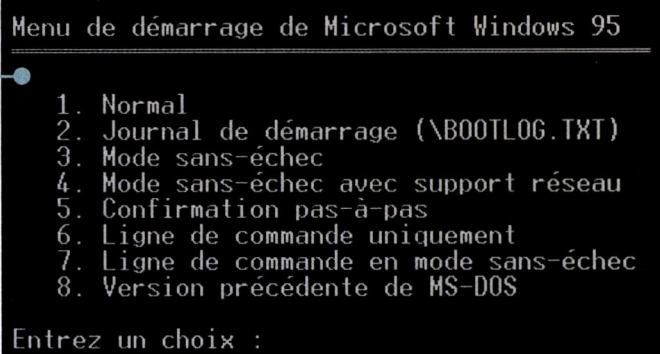 Menu de démarrage de Microsoft Windows 95
1. Normal
2. Journal de démarrage (\BOOTLOG.TXT)
3. Mode sans-échec
4. Mode sans-échec avec support réseau
5. Confirmation pas-à-pas
6. Ligne de commande uniquement
7. Ligne de commande en mode sans-échec
8. Version précédente de MS-DOS
Entrez un choix :